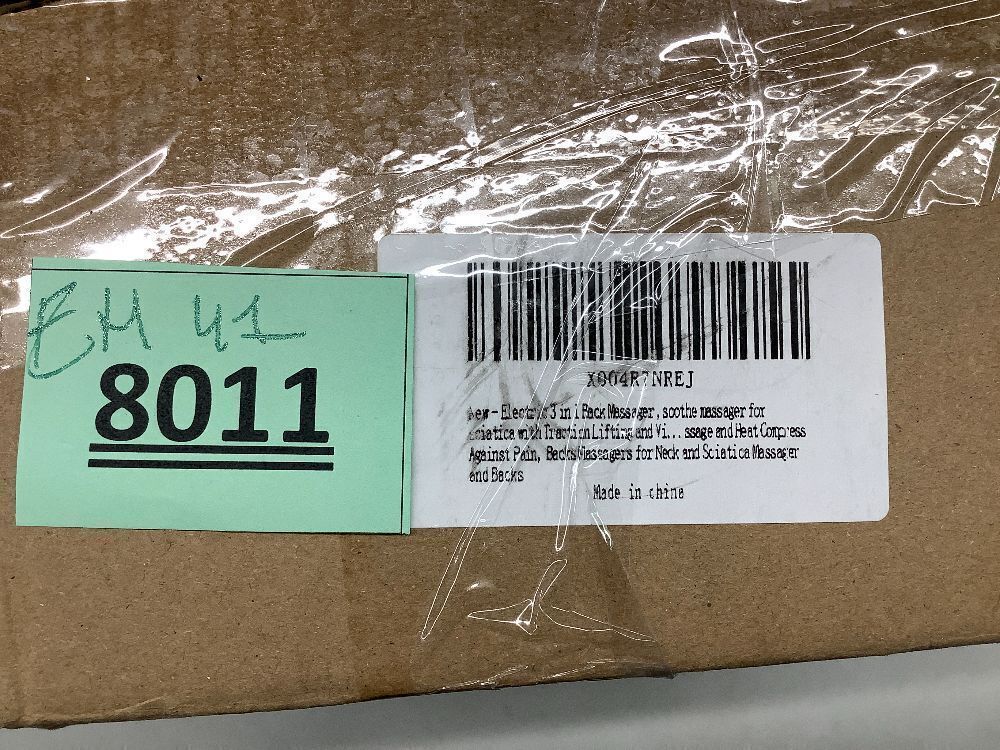 EH 41
8011
X004R7NREJ
New - Electric 3 in 1 Back Massager, soothe massager for
Sciatica with Traction Lifting and Vi... ssage and Heat Compress
Against Pain, Backs Massagers for Neck and Sciatica Massager
and Backs
Made in china